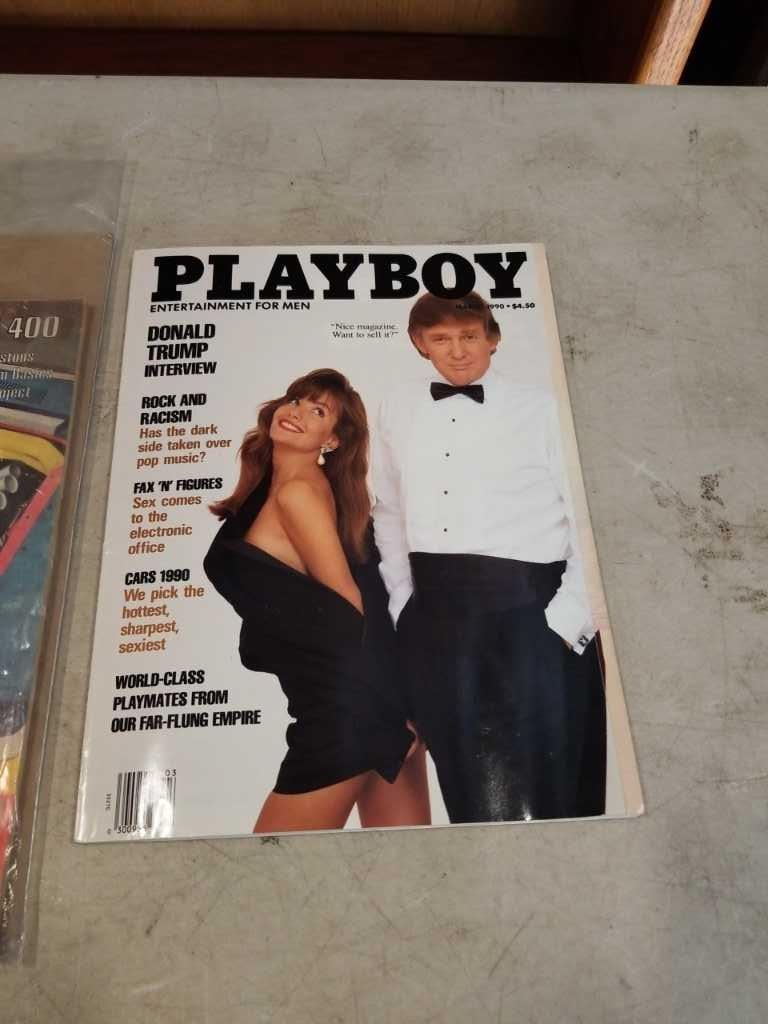 PLAYBOY
ENTERTAINMENT FOR MEN
1990 • $4.50
"Nice magazine.
Want to sell it?"
DONALD
TRUMP
INTERVIEW
ROCK AND
RACISM
Has the dark
side taken over
pop music?
FAX 'N' FIGURES
Sex comes
to the
electronic
office
CARS 1990
We pick the
hottest,
sharpest,
sexiest
WORLD-CLASS
PLAYMATES FROM
OUR FAR-FLUNG EMPIRE
03
400